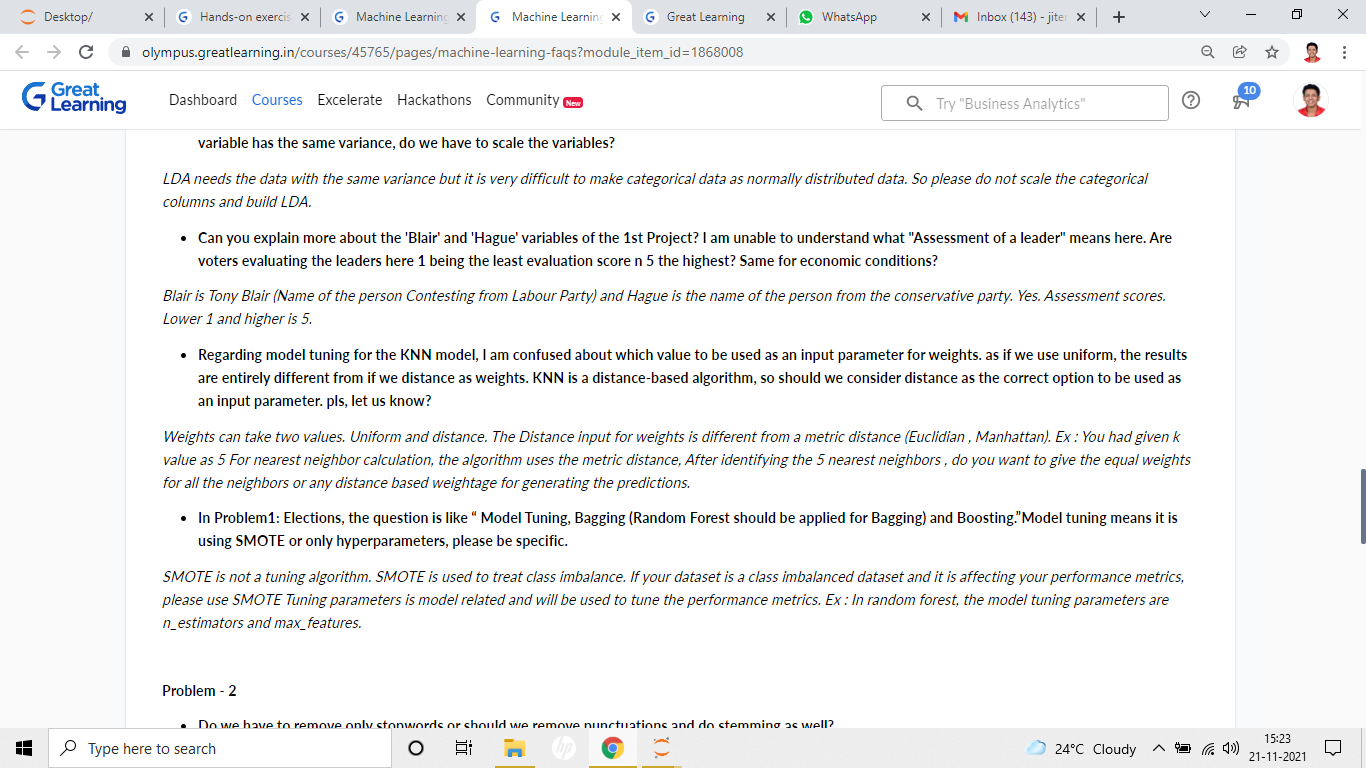 Desktop/
Hands-on exercis
Machine Learning
Machine Learning
Great Learning
WhatsApp
Inbox (143) - jiter
olympus.greatlearning.in/courses/45765/pages/machine-learning-faqs?module_item_id=1868008
Great Learning
Dashboard Courses Excelerate Hackathons Community New
Try "Business Analytics"
10
variable has the same variance, do we have to scale the variables?
LDA needs the data with the same variance but it is very difficult to make categorical data as normally distributed data. So please do not scale the categorical
columns and build LDA.
• Can you explain more about the 'Blair' and 'Hague' variables of the 1st Project? I am unable to understand what "Assessment of a leader" means here. Are
voters evaluating the leaders here 1 being the least evaluation score n 5 the highest? Same for economic conditions?
Blair is Tony Blair (Name of the person Contesting from Labour Party) and Hague is the name of the person from the conservative party. Yes. Assessment scores.
Lower 1 and higher is 5.
• Regarding model tuning for the KNN model, I am confused about which value to be used as an input parameter for weights. as if we use uniform, the results
are entirely different from if we distance as weights. KNN is a distance-based algorithm, so should we consider distance as the correct option to be used as
an input parameter. pls, let us know?
Weights can take two values. Uniform and distance. The Distance input for weights is different from a metric distance (Euclidian , Manhattan). Ex : You had given k
value as 5 For nearest neighbor calculation, the algorithm uses the metric distance, After identifying the 5 nearest neighbors , do you want to give the equal weights
for all the neighbors or any distance based weightage for generating the predictions.
• In Problem1: Elections, the question is like “ Model Tuning, Bagging (Random Forest should be applied for Bagging) and Boosting.”Model tuning means it is
using SMOTE or only hyperparameters, please be specific.
SMOTE is not a tuning algorithm. SMOTE is used to treat class imbalance. If your dataset is a class imbalanced dataset and it is affecting your performance metrics,
please use SMOTE Tuning parameters is model related and will be used to tune the performance metrics. Ex : In random forest, the model tuning parameters are
n_estimators and max_features.
Problem - 2
• Do we have to remove only stopwords or should we remove punctuations and do stemming as well?
Type here to search
hp
24°C Cloudy
15:23
21-11-2021